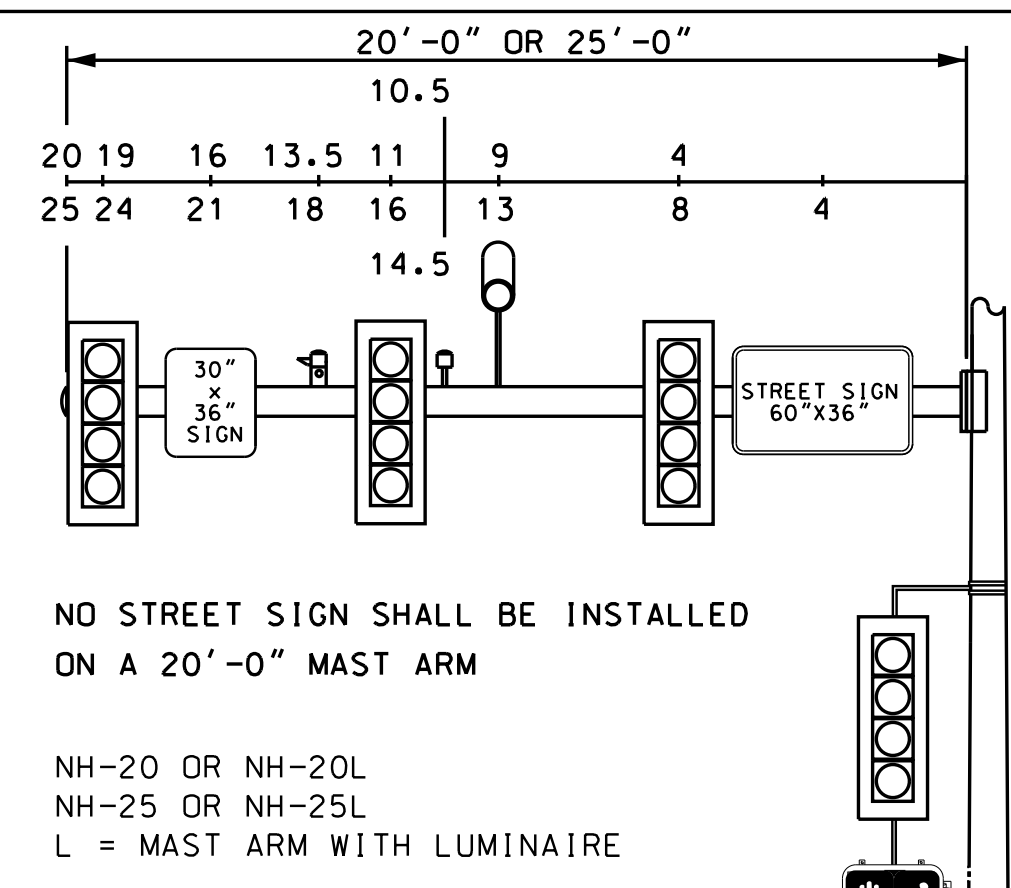 20'-0" OR 25'-0"
10.5
20 19 16 13.5 11 9 4
25 24 21 18 16 13 8 4
14.5
30"
x
36"
SIGN
STREET SIGN
60"X36"
NO STREET SIGN SHALL BE INSTALLED
ON A 20'-0" MAST ARM
NH-20 OR NH-20L
NH-25 OR NH-25L
L = MAST ARM WITH LUMINAIRE